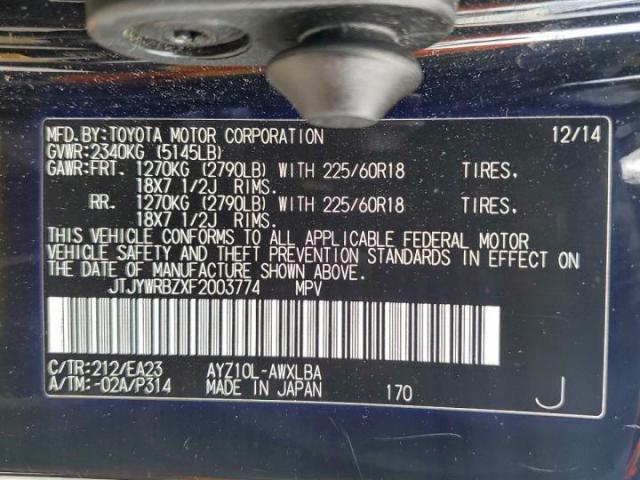 MFD.BY:TOYOTA MOTOR CORPORATION 12/14
GVWR:2340KG (5145LB)
GAWR:FRT. 1270KG (2790LB) WITH 225/60R18 TIRES.
18X7 1/2J RIMS.
RR. 1270KG (2790LB) WITH 225/60R18 TIRES.
18X7 1/2J RIMS.
THIS VEHICLE CONFORMS TO ALL APPLICABLE FEDERAL MOTOR
VEHICLE SAFETY AND THEFT PREVENTION STANDARDS IN EFFECT ON
THE DATE OF MANUFACTURE SHOWN ABOVE.
JTJYWRBZXF2003774 MPV
C/TR:212/EA23 AYZ10L-AWXLBA
A/TM:-02A/P314 MADE IN JAPAN 170 J